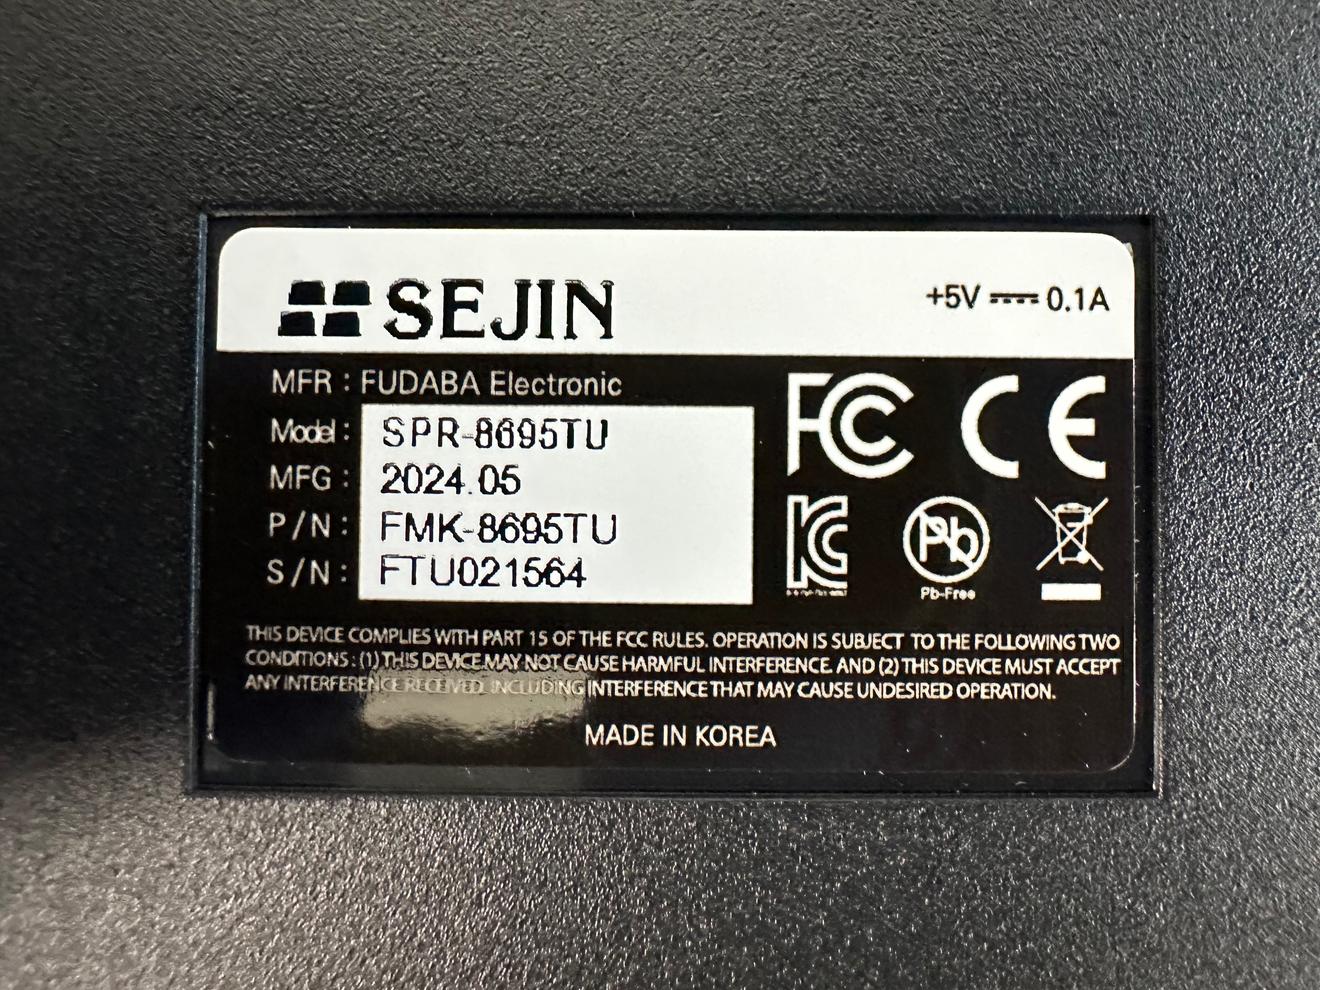 SEJIN
+5V ⎓ 0.1A
MFR : FUDABA Electronic
Model : SPR-8695TU
MFG : 2024.05
P/N : FMK-8695TU
S/N : FTU021564
FC CE
KC Pb
Pb-Free
THIS DEVICE COMPLIES WITH PART 15 OF THE FCC RULES. OPERATION IS SUBJECT TO THE FOLLOWING TWO
CONDITIONS : (1) THIS DEVICE MAY NOT CAUSE HARMFUL INTERFERENCE. AND (2) THIS DEVICE MUST ACCEPT
ANY INTERFERENCE RECEIVED. INCLUDING INTERFERENCE THAT MAY CAUSE UNDESIRED OPERATION.
MADE IN KOREA